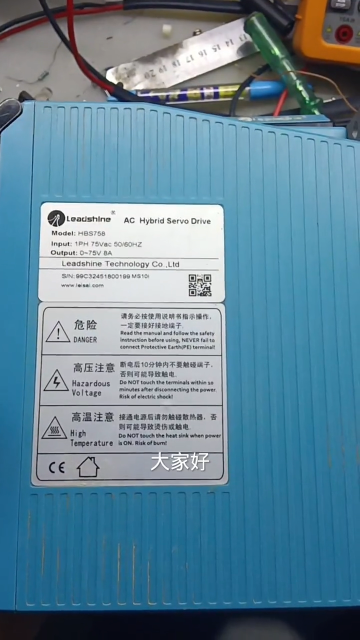 Leadshine® AC Hybrid Servo Drive
Model: HBS758
Input: 1PH 75Vac 50/60HZ
Output: 0~75V 8A
Leadshine Technology Co.,Ltd
S/N: 99C32451800199 MS10I
www.leisai.com
危险
DANGER
请务必按使用说明书指示操作，
一定要接好接地端子．
Read the manual and follow the safety
instruction before using, NEVER fail to
connect Protective Earth(PE) terminal!
高压注意
Hazardous
Voltage
断电后10分钟内不要触碰端子，
否则可能导致触电．
Do NOT touch the terminals within 10
minutes after disconnecting the power.
Risk of electric shock!
高温注意
High
Temperature
接通电源后请勿触碰散热器，否
则可能导致烫伤或触电．
Do NOT touch the heat sink when power
is ON. Risk of burn!
CE
大家好